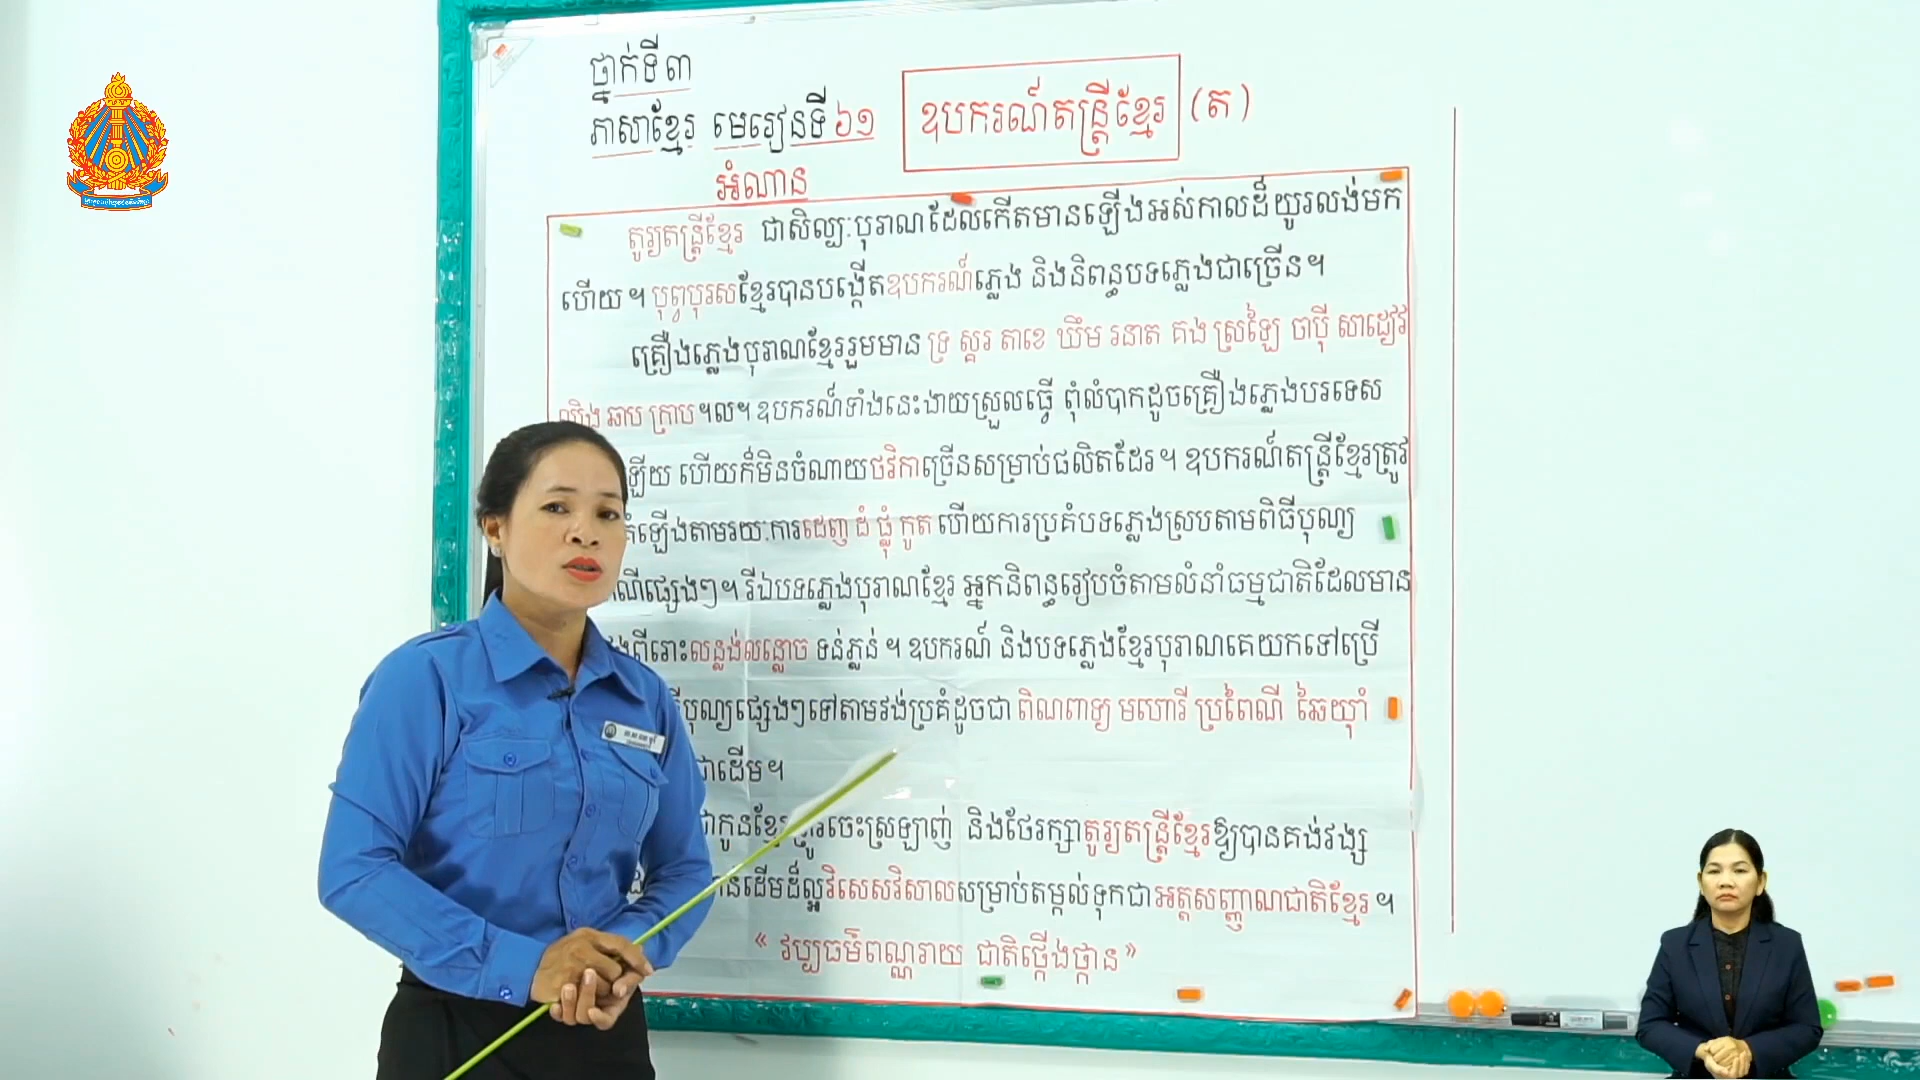 ថ្នាក់ទី៣
ភាសាខ្មែរ មេរៀនទី ៦១ ឧបករណ៍តន្ត្រីខ្មែរ (ត)
អំណាន
តូរ្យតន្ត្រីខ្មែរ ជាសិល្បៈបុរាណដែលកើតមានឡើងអស់កាលដ៏យូរលង់មក
ហើយ។ បុព្វបុរសខ្មែរបានបង្កើតឧបករណ៍ភ្លេង និងនិពន្ធបទភ្លេងជាច្រើន។
គ្រឿងភ្លេងបុរាណខ្មែររួមមាន ទ្រ ស្គរ តាខេ ឃឹម រនាត គង ស្រឡៃ ចាប៉ី សាដៀវ
ឈិង ឆាប ក្រាប។ល។ ឧបករណ៍ទាំងនេះងាយស្រួលធ្វើ ពុំលំបាកដូចគ្រឿងភ្លេងបរទេស
ឡើយ ហើយក៏មិនចំណាយថវិកាច្រើនសម្រាប់ផលិតដែរ។ ឧបករណ៍តន្ត្រីខ្មែរត្រូវ
គំឡើងតាមរយៈការដេញ ដំ ផ្លុំ កូត ហើយការប្រគំបទភ្លេងស្របតាមពិធីបុណ្យ
ណីផ្សេងៗ។ រីឯបទភ្លេងបុរាណខ្មែរ អ្នកនិពន្ធរៀបចំតាមលំនាំធម្មជាតិដែលមាន
ពីរោះលន្លង់លន្លោច ទន់ភ្លន់។ ឧបករណ៍ និងបទភ្លេងខ្មែរបុរាណគេយកទៅប្រើ
បុណ្យផ្សេងៗទៅតាមវង់ប្រគំដូចជា ពិណពាទ្យ មហោរី ប្រពៃណី ឆៃយ៉ាំ
ជាដើម។
ជាកូនខ្មែរត្រូវចេះស្រឡាញ់ និងថែរក្សាតូរ្យតន្ត្រីខ្មែរឱ្យបានគង់វង្ស
ដើមដ៏ល្អវិសេសវិសាលសម្រាប់តម្កល់ទុកជាអត្តសញ្ញាណជាតិខ្មែរ។
« វប្បធម៌ពណ្ណរាយ ជាតិថ្កើងថ្កាន »